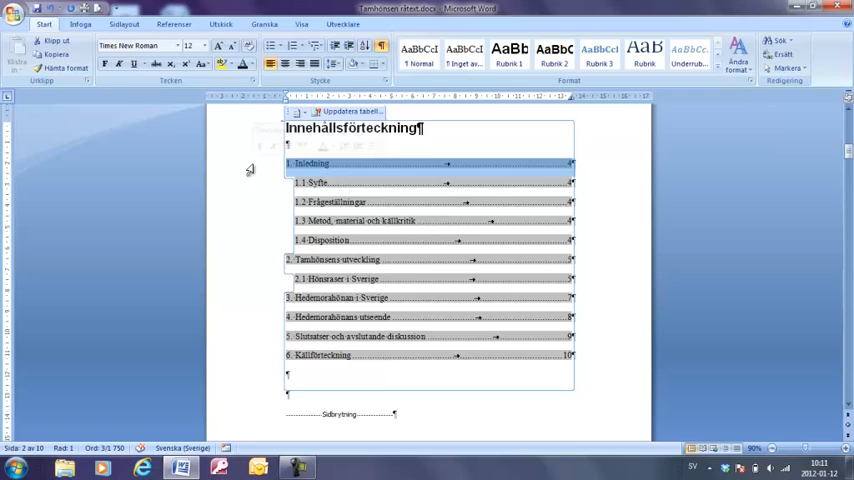 Tamhönsen råtext.docx - Microsoft Word
Start Infoga Sidlayout Referenser Utskick Granska Visa Utvecklare
Klipp ut
Kopiera
Klistra in
Hämta format
Urklipp
Times New Roman 12
Tecken
Stycke
AaBbCcI AaBbCcI AaBb AaBbC AaBbCcI AaBb AaBbCcI
¶ Normal ¶ Inget av... Rubrik 1 Rubrik 2 Rubrik 3 Rubrik Underrub...
Ändra format
Format
Sök
Ersätt
Markera
Redigering
Uppdatera tabell...
Innehållsförteckning¶
¶
1. Inledning 4¶
1.1 Syfte 4¶
1.2 Frågeställningar 4¶
1.3 Metod, material och källkritik 4¶
1.4 Disposition 4¶
2. Tamhönsens utveckling 5¶
2.1 Hönsraser i Sverige 5¶
3. Hedemorahönan i Sverige 7¶
4. Hedemorahönans utseende 8¶
5. Slutsatser och avslutande diskussion 9¶
6. Källförteckning 10¶
¶
¶
Sidbrytning ¶
Sida: 2 av 10 Rad: 1 Ord: 3/1 750 Svenska (Sverige) 90%
SV 10:11
2012-01-12